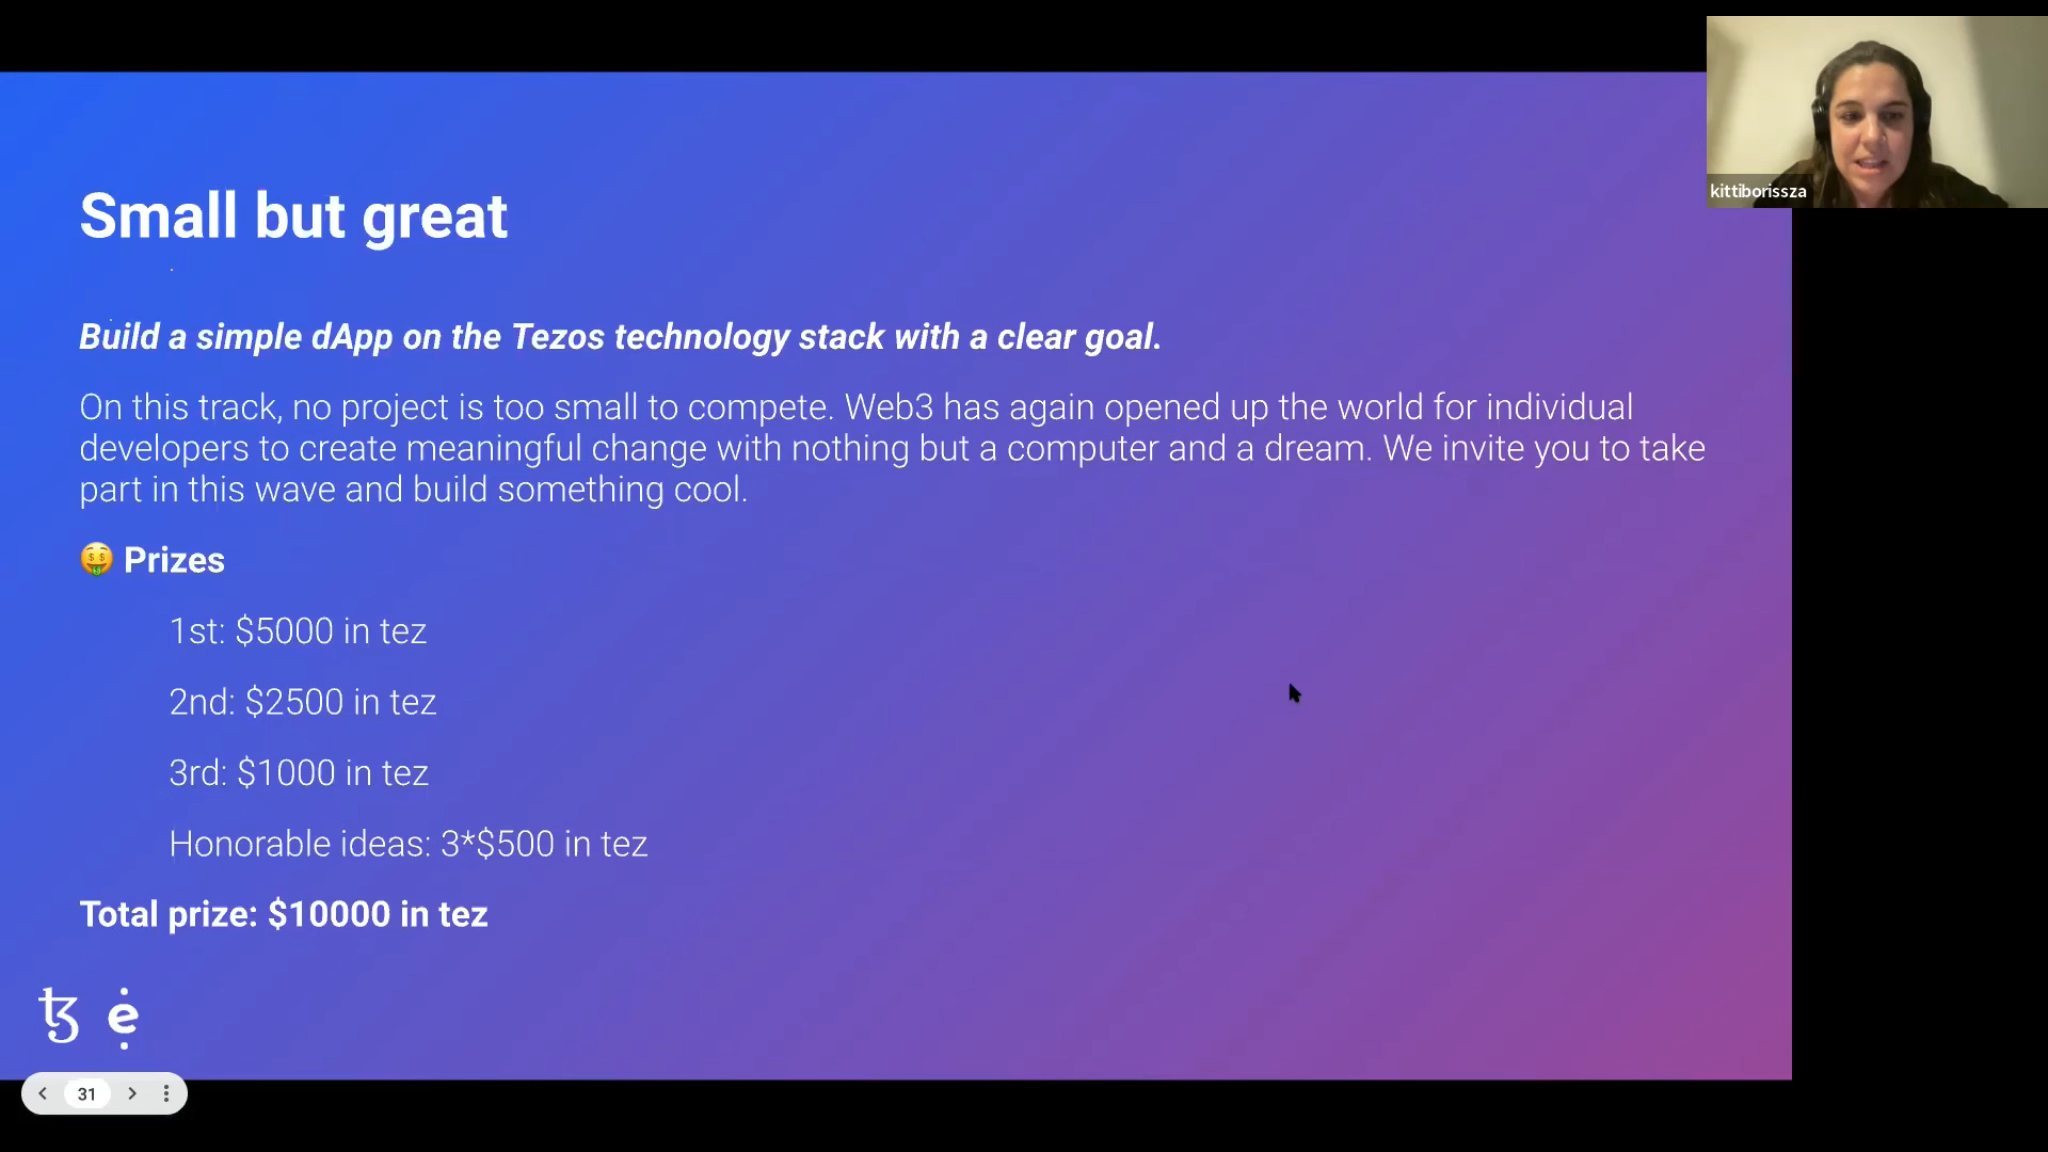 kittiborissza
Small but great
Build a simple dApp on the Tezos technology stack with a clear goal.
On this track, no project is too small to compete. Web3 has again opened up the world for individual
developers to create meaningful change with nothing but a computer and a dream. We invite you to take
part in this wave and build something cool.
🤑 Prizes
1st: $5000 in tez
2nd: $2500 in tez
3rd: $1000 in tez
Honorable ideas: 3*$500 in tez
Total prize: $10000 in tez
ꜩ ė
31